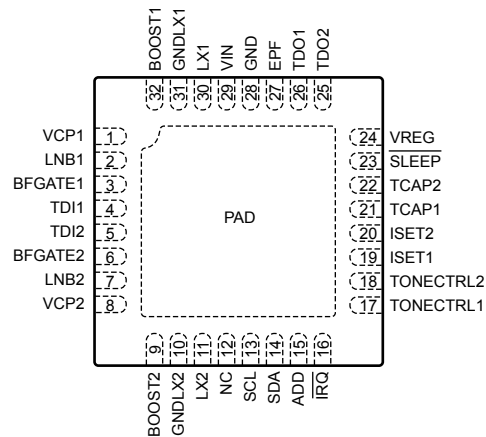 BOOST1
GNDLX1
LX1
VIN
GND
EPF
TDO1
TDO2
32
31
30
29
28
27
26
25
VCP1 1
LNB1 2
BFGATE1 3
TDI1 4
TDI2 5
BFGATE2 6
LNB2 7
VCP2 8
PAD
24 VREG
23 SLEEP
22 TCAP2
21 TCAP1
20 ISET2
19 ISET1
18 TONECTRL2
17 TONECTRL1
9
10
11
12
13
14
15
16
BOOST2
GNDLX2
LX2
NC
SCL
SDA
ADD
IRQ